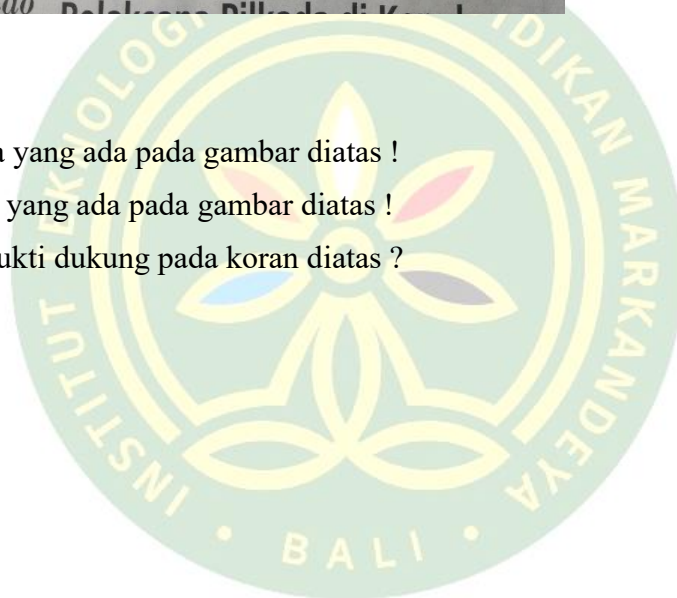 Pelaksana Pilkada di
yang ada pada gambar diatas !
yang ada pada gambar diatas !
dukung pada koran diatas ?
INSTITUT
MARKANDEYA
BALI